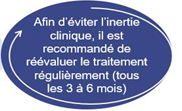 Afin d'éviter l'inertie
clinique, il est
recommandé de
réévaluer le traitement
régulièrement (tous
les 3 à 6 mois)